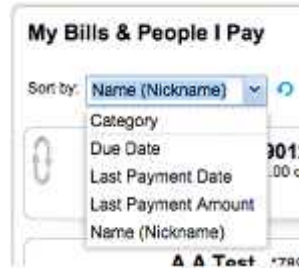 My Bills & People I Pay
Sort by: Name (Nickname)
Category
Due Date
Last Payment Date
Last Payment Amount
Name (Nickname)
A A Test